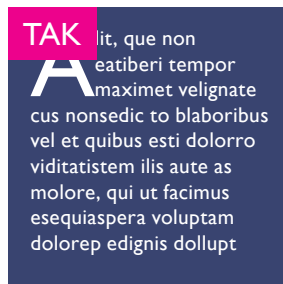 TAK
Alit, que non
eatiberi tempor
maximet velignate
cus nonsedic to blaboribus
vel et quibus esti dolorro
viditatistem ilis aute as
molore, qui ut facimus
esequiaspera voluptam
dolorep edignis dollupt